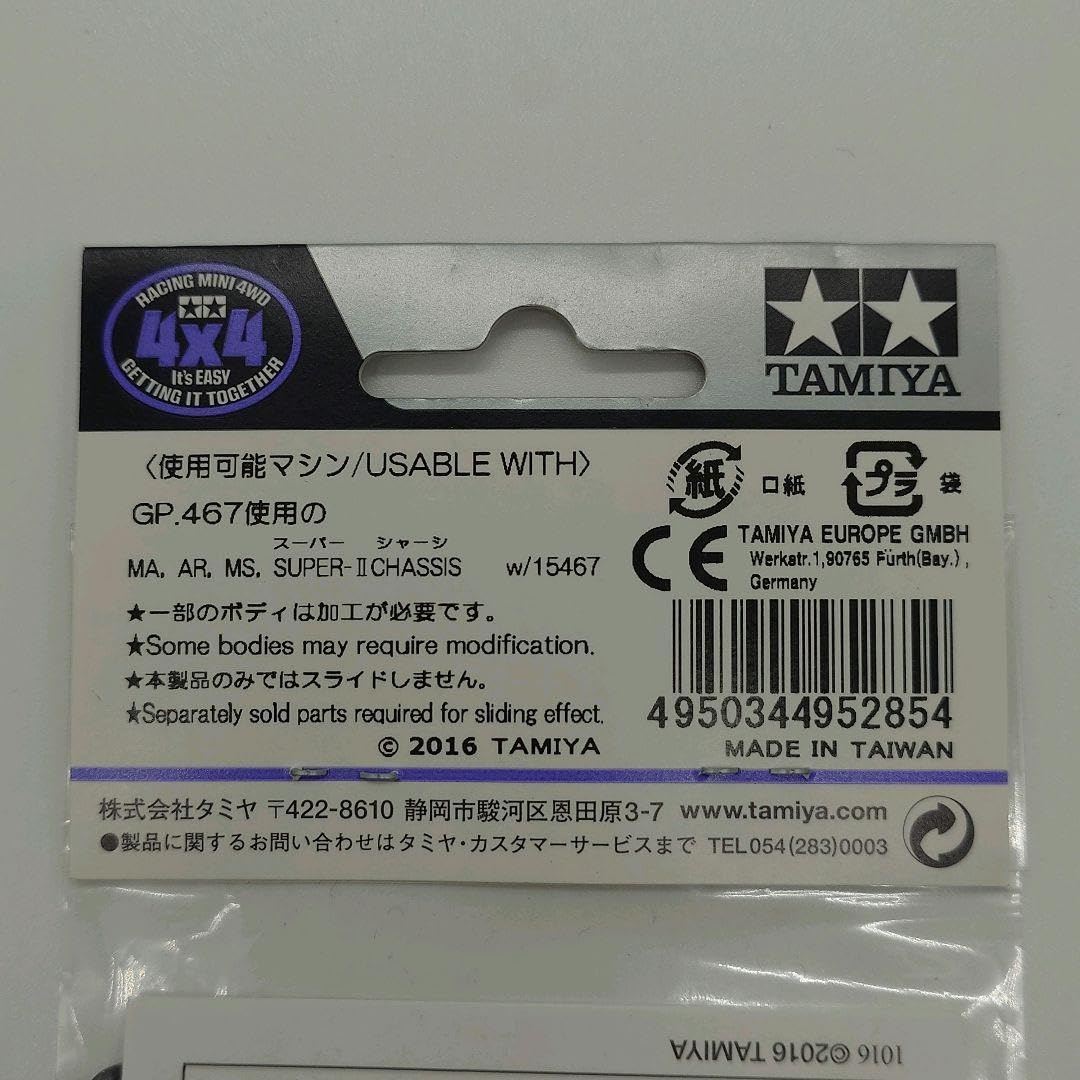 RACING MINI 4WD
4x4
It's EASY
GETTING IT TOGETHER
TAMIYA
〈使用可能マシン/USABLE WITH〉
GP.467使用の
スーパー シャーシ
MA, AR, MS, SUPER-ⅡCHASSIS w/15467
★一部のボディは加工が必要です。
★Some bodies may require modification.
★本製品のみではスライドしません。
★Separately sold parts required for sliding effect.
© 2016 TAMIYA
紙 口紙 プラ 袋
CE
TAMIYA EUROPE GMBH
Werkstr.1,90765 Fürth(Bay.),
Germany
4950344952854
MADE IN TAIWAN
株式会社タミヤ 〒422-8610 静岡市駿河区恩田原3-7 www.tamiya.com
●製品に関するお問い合わせはタミヤ・カスタマーサービスまで TEL054(283)0003
1016 ©2016 TAMIYA